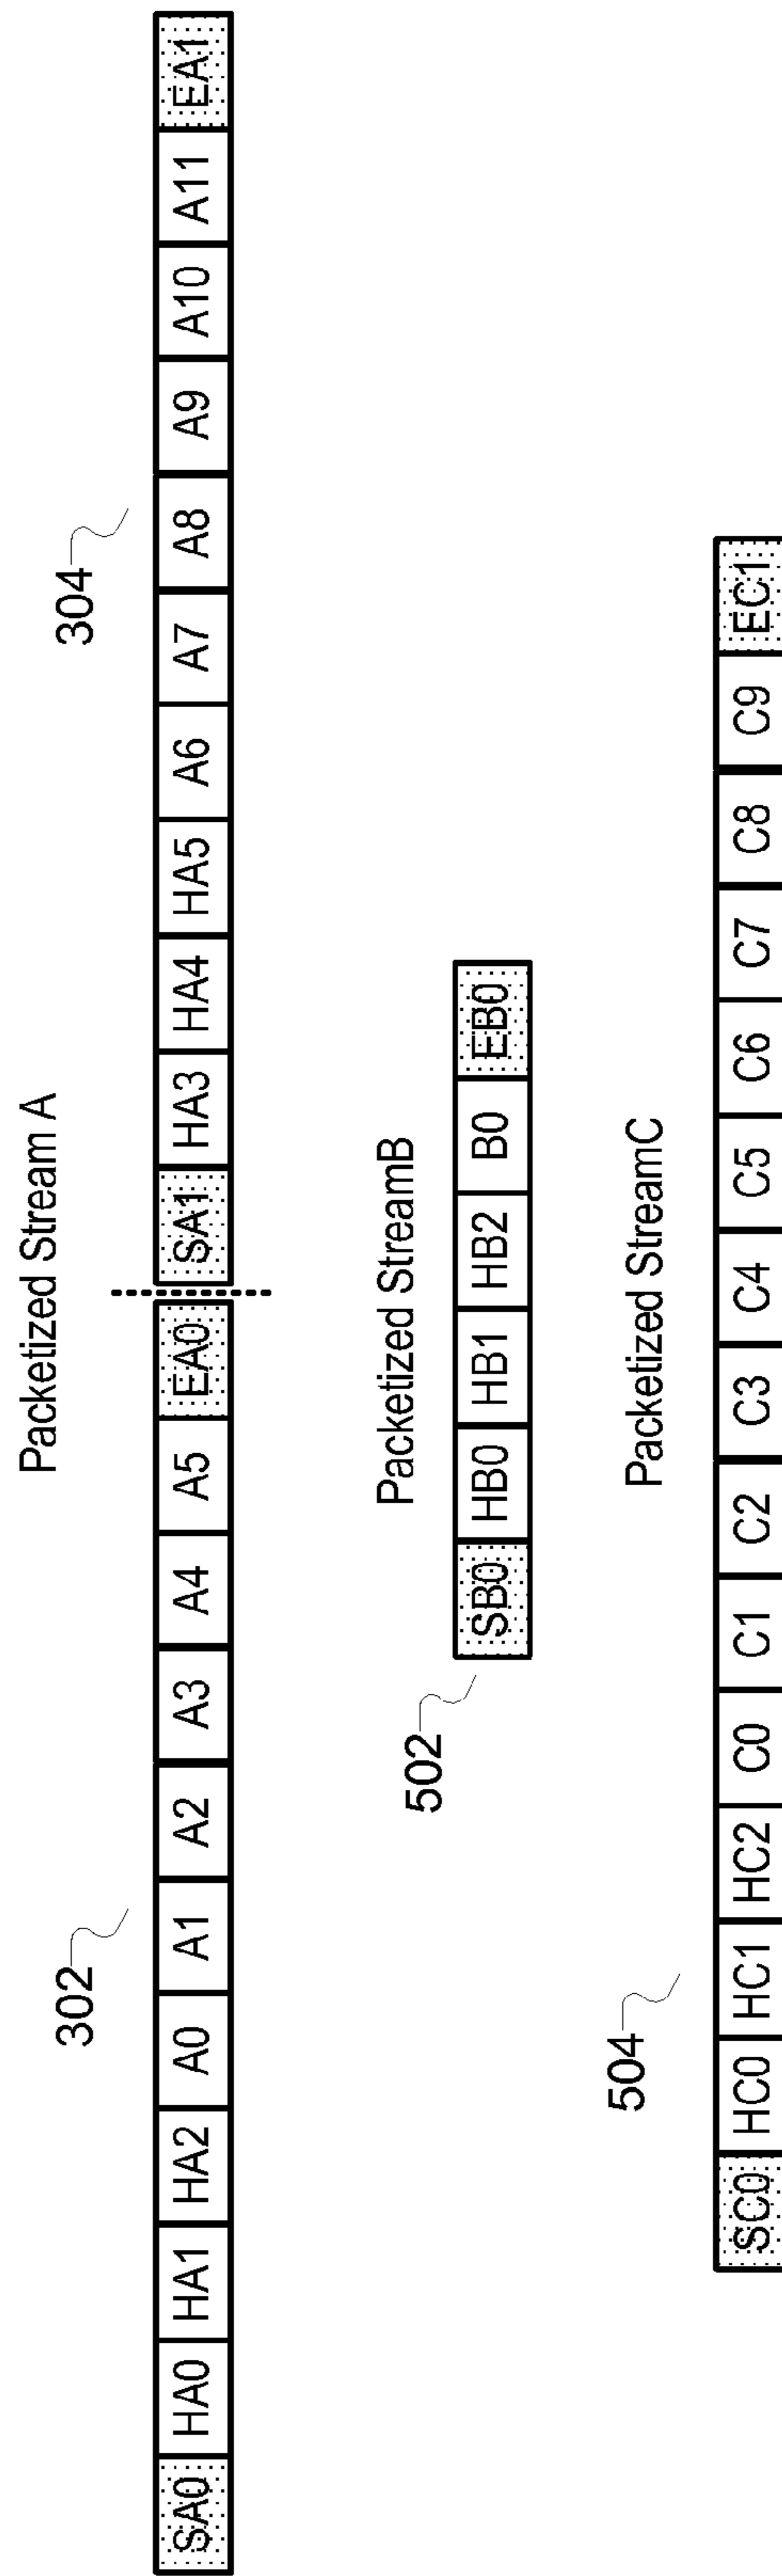 Packetized Stream A
302
304
SA0 HA0 HA1 HA2 A0 A1 A2 A3 A4 A5 EA0 SA1 HA3 HA4 HA5 A6 A7 A8 A9 A10 A11 EA1
Packetized StreamB
502
SB0 HB0 HB1 HB2 B0 EB0
Packetized StreamC
504
SC0 HC0 HC1 HC2 C0 C1 C2 C3 C4 C5 C6 C7 C8 C9 EC1